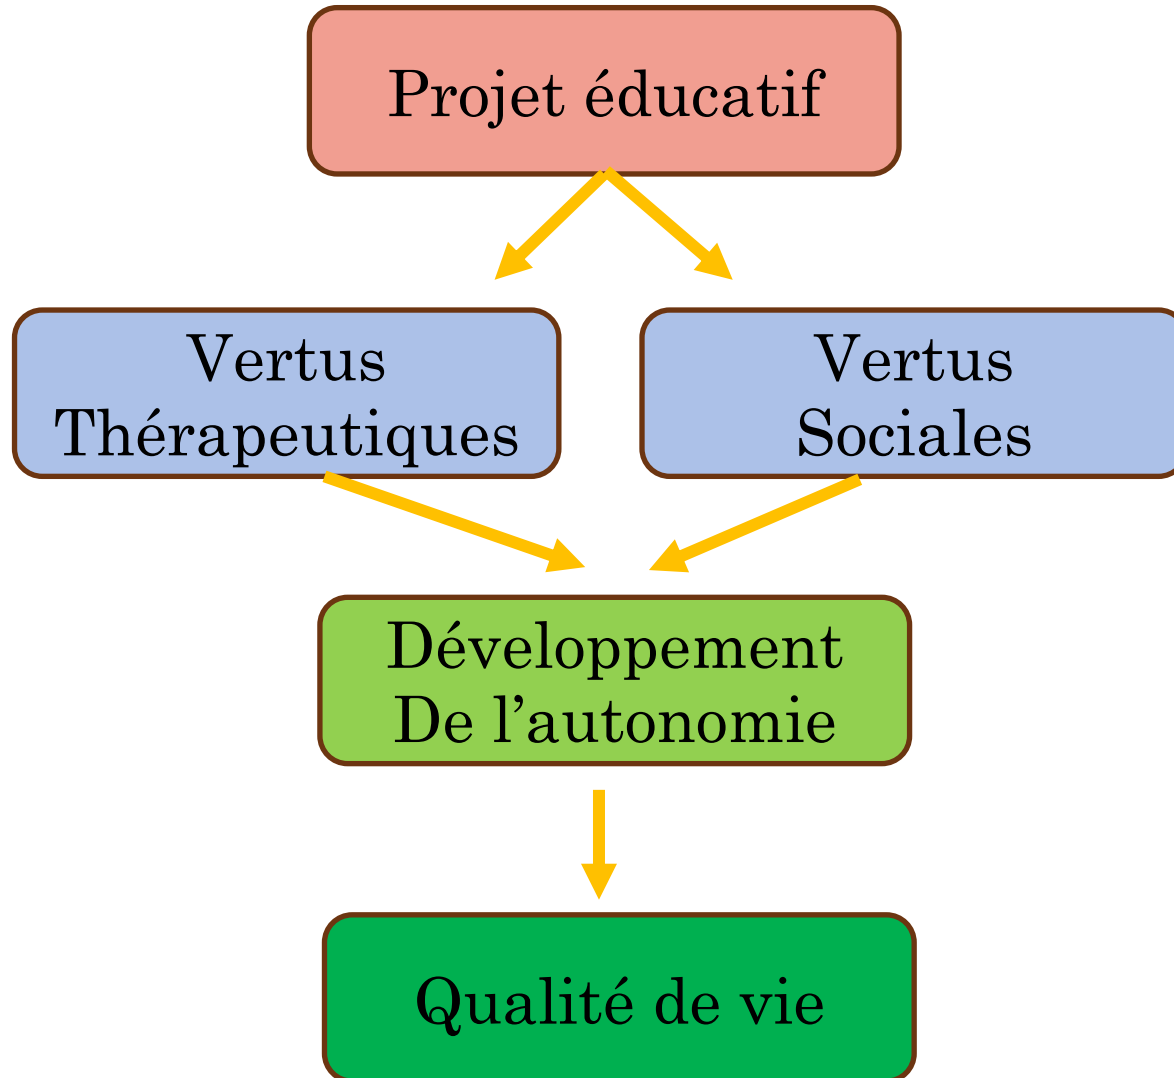 Projet éducatif
Vertus
Thérapeutiques
Vertus
Sociales
Développement
De l’autonomie
Qualité de vie